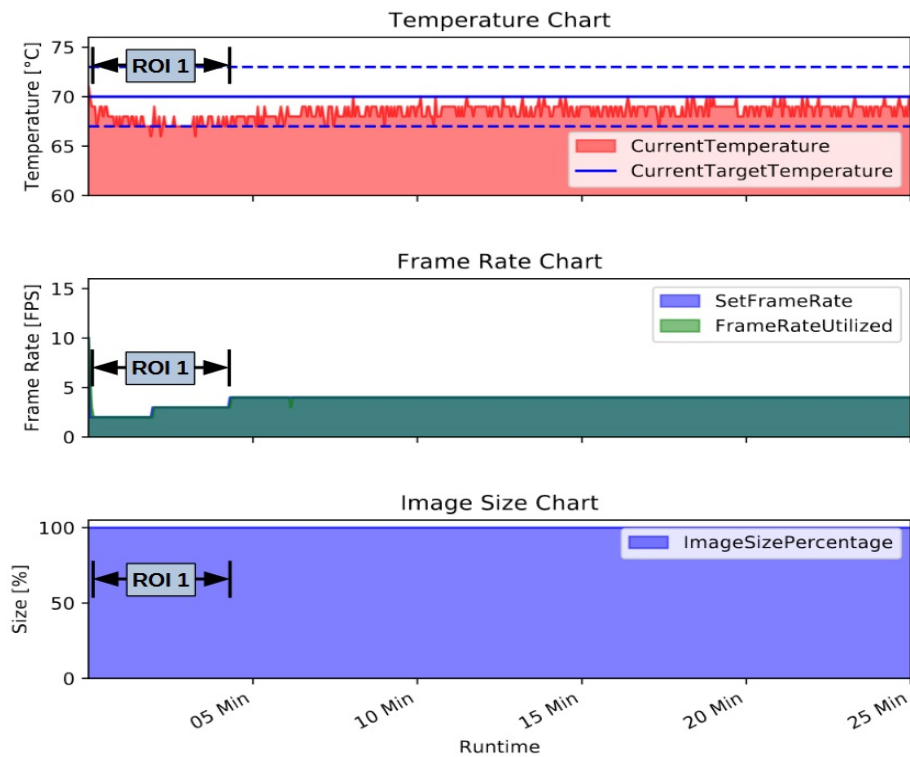 Temperature Chart
Temperature [°C]
75
70
65
60
ROI 1
CurrentTemperature
CurrentTargetTemperature
Frame Rate Chart
Frame Rate [FPS]
15
10
5
0
ROI 1
SetFrameRate
FrameRateUtilized
Image Size Chart
Size [%]
100
50
0
ROI 1
ImageSizePercentage
05 Min
10 Min
15 Min
20 Min
25 Min
Runtime